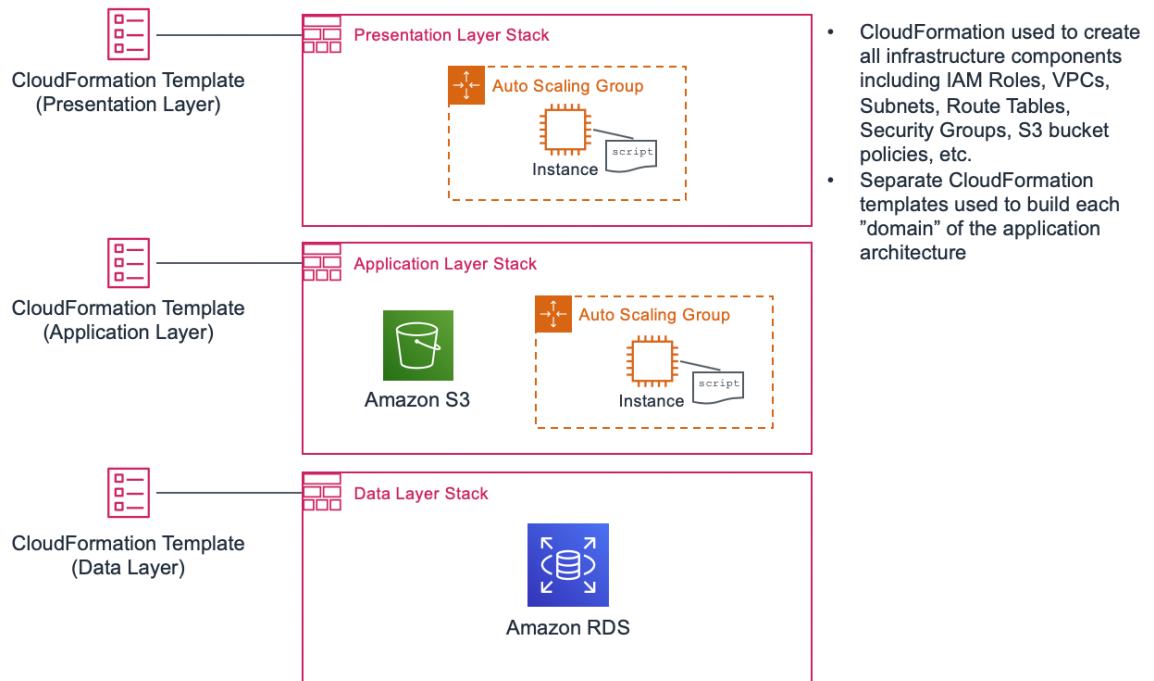 CloudFormation Template
(Presentation Layer)
Presentation Layer Stack
Auto Scaling Group
Instance
script
• CloudFormation used to create
all infrastructure components
including IAM Roles, VPCs,
Subnets, Route Tables,
Security Groups, S3 bucket
policies, etc.
• Separate CloudFormation
templates used to build each
”domain” of the application
architecture
CloudFormation Template
(Application Layer)
Application Layer Stack
Amazon S3
Auto Scaling Group
Instance
script
CloudFormation Template
(Data Layer)
Data Layer Stack
Amazon RDS